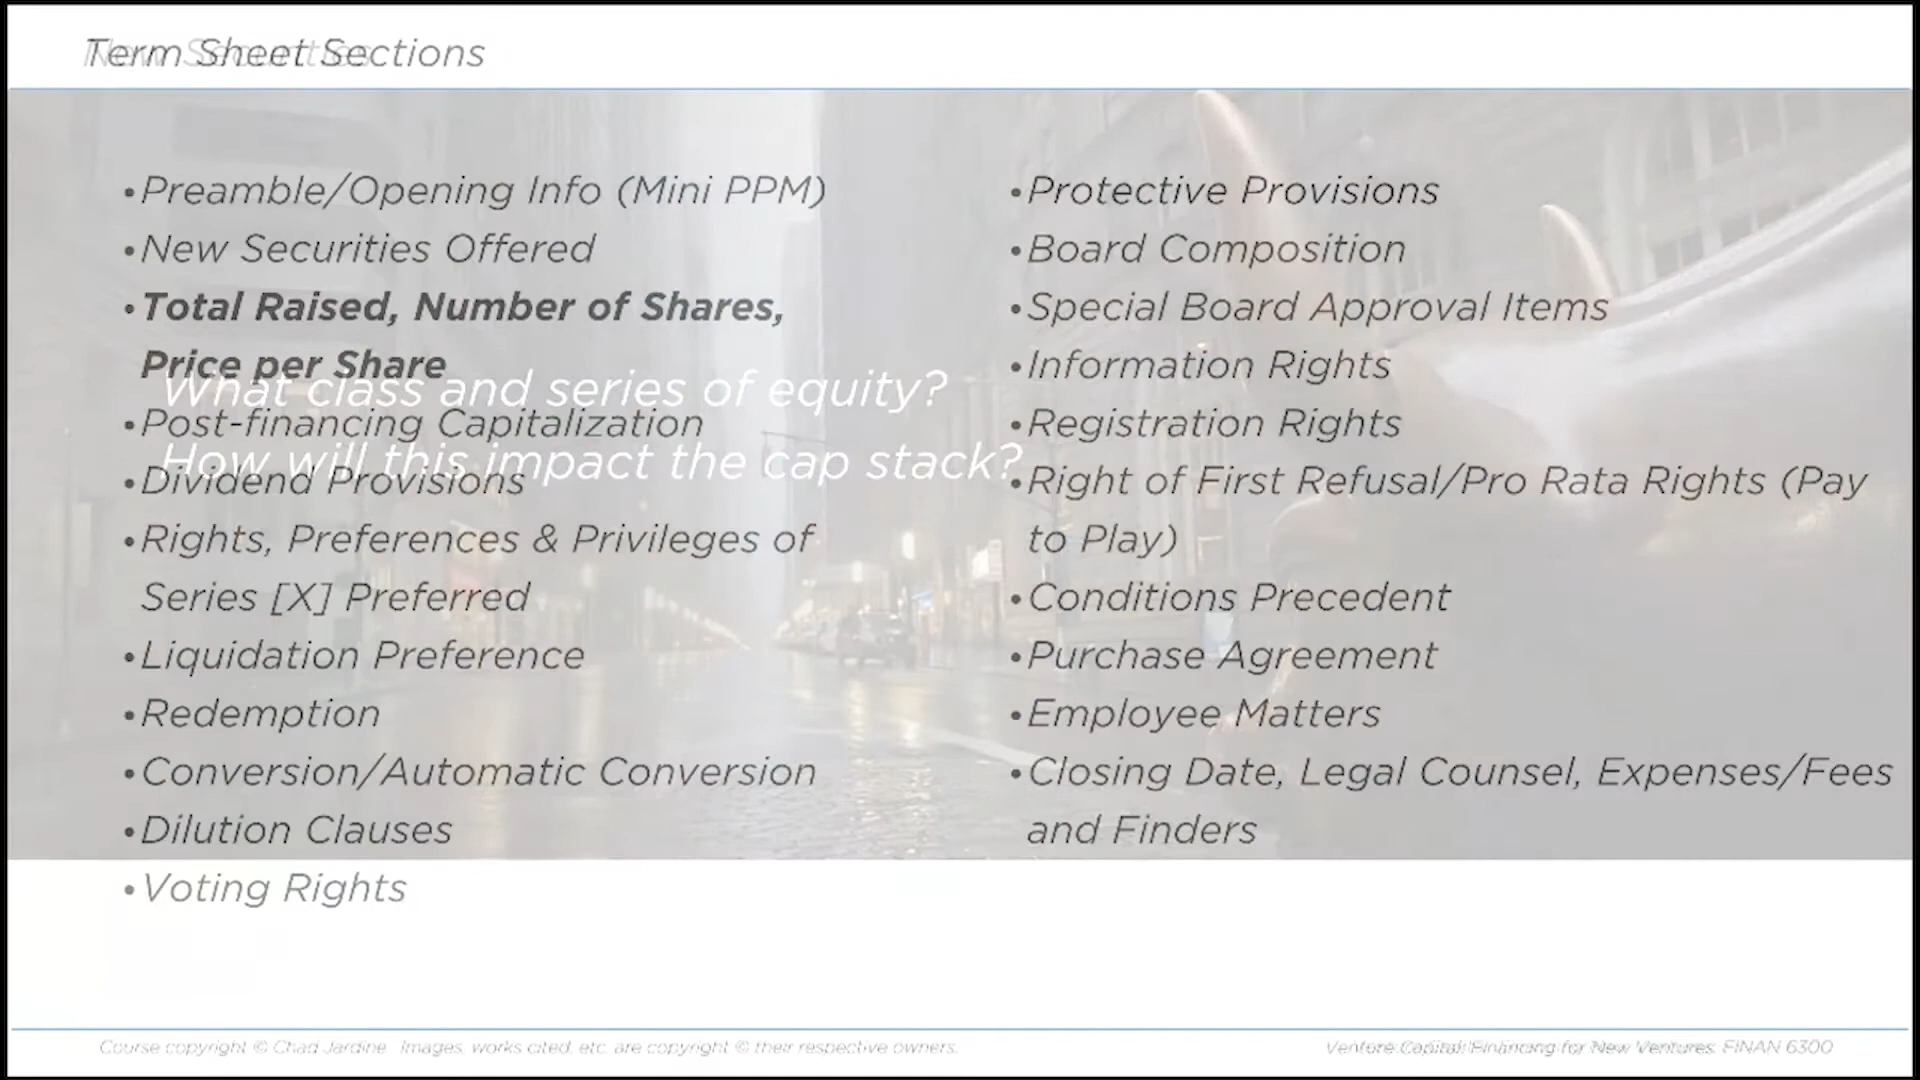 Term Sheet Sections
•Preamble/Opening Info (Mini PPM)
•New Securities Offered
•Total Raised, Number of Shares,
Price per Share
What class and series of equity?
•Post-financing Capitalization
How will this impact the cap stack?
•Dividend Provisions
•Rights, Preferences & Privileges of
Series [X] Preferred
•Liquidation Preference
•Redemption
•Conversion/Automatic Conversion
•Dilution Clauses
•Voting Rights
•Protective Provisions
•Board Composition
•Special Board Approval Items
•Information Rights
•Registration Rights
•Right of First Refusal/Pro Rata Rights (Pay
to Play)
•Conditions Precedent
•Purchase Agreement
•Employee Matters
•Closing Date, Legal Counsel, Expenses/Fees
and Finders
Course copyright © Chad Jardine. Images, works cited, etc. are copyright © their respective owners.
Venture Capital: Financing for New Ventures: FINAN 6300